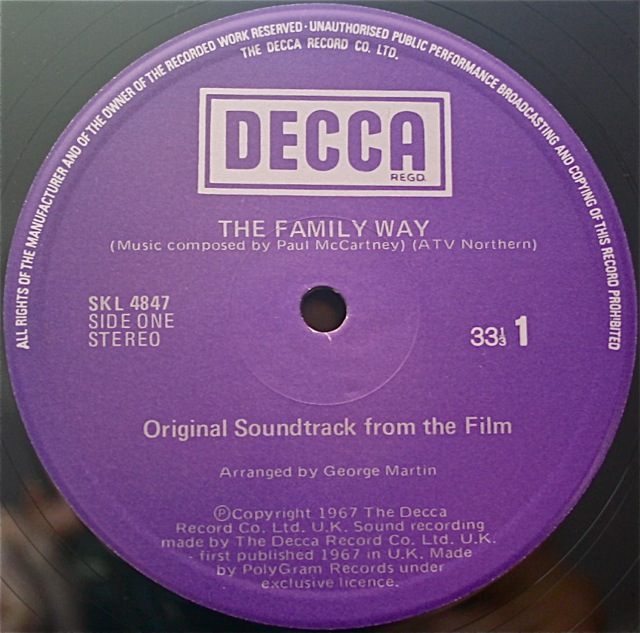 ALL RIGHTS OF THE MANUFACTURER AND OF THE OWNER OF THE RECORDED WORK RESERVED · UNAUTHORISED PUBLIC PERFORMANCE BROADCASTING AND COPYING OF THIS RECORD PROHIBITED
THE DECCA RECORD CO. LTD.
DECCA
REGD.
THE FAMILY WAY
(Music composed by Paul McCartney) (ATV Northern)
SKL 4847
SIDE ONE
STEREO
33⅓ 1
Original Soundtrack from the Film
Arranged by George Martin
℗Copyright 1967 The Decca
Record Co. Ltd. U.K. Sound recording
made by The Decca Record Co. Ltd. U.K.
first published 1967 in U.K. Made
by PolyGram Records under
exclusive licence.